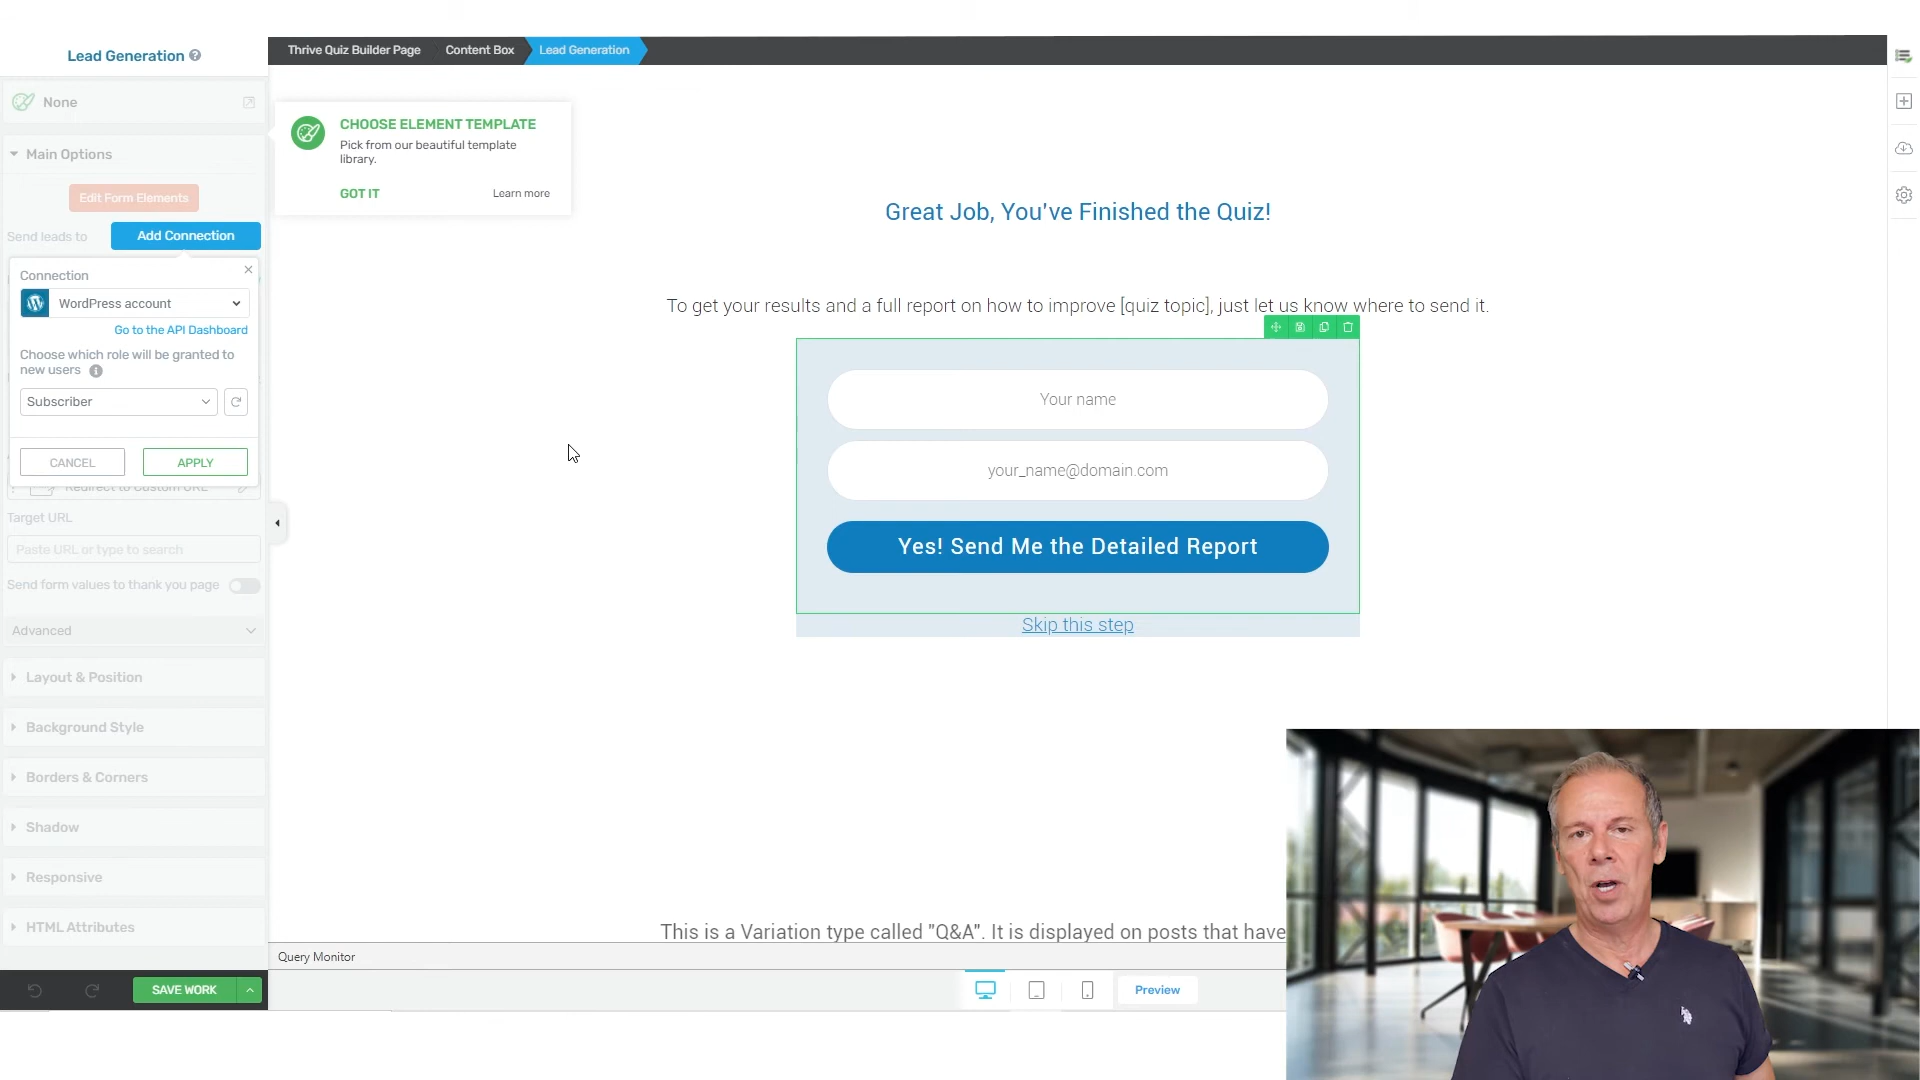 Lead Generation
Thrive Quiz Builder Page
Content Box
Lead Generation
None
CHOOSE ELEMENT TEMPLATE
Pick from our beautiful template
library.
GOT IT
Learn more
Main Options
Edit Form Elements
Send leads to
Add Connection
Connection
WordPress account
Go to the API Dashboard
Choose which role will be granted to
new users
Subscriber
CANCEL
APPLY
Redirect to Custom URL
Target URL
Paste URL or type to search
Send form values to thank you page
Advanced
Layout & Position
Background Style
Borders & Corners
Shadow
Responsive
HTML Attributes
SAVE WORK
Great Job, You've Finished the Quiz!
To get your results and a full report on how to improve [quiz topic], just let us know where to send it.
Your name
your_name@domain.com
Yes! Send Me the Detailed Report
Skip this step
This is a Variation type called "Q&A". It is displayed on posts that have
Query Monitor
Preview